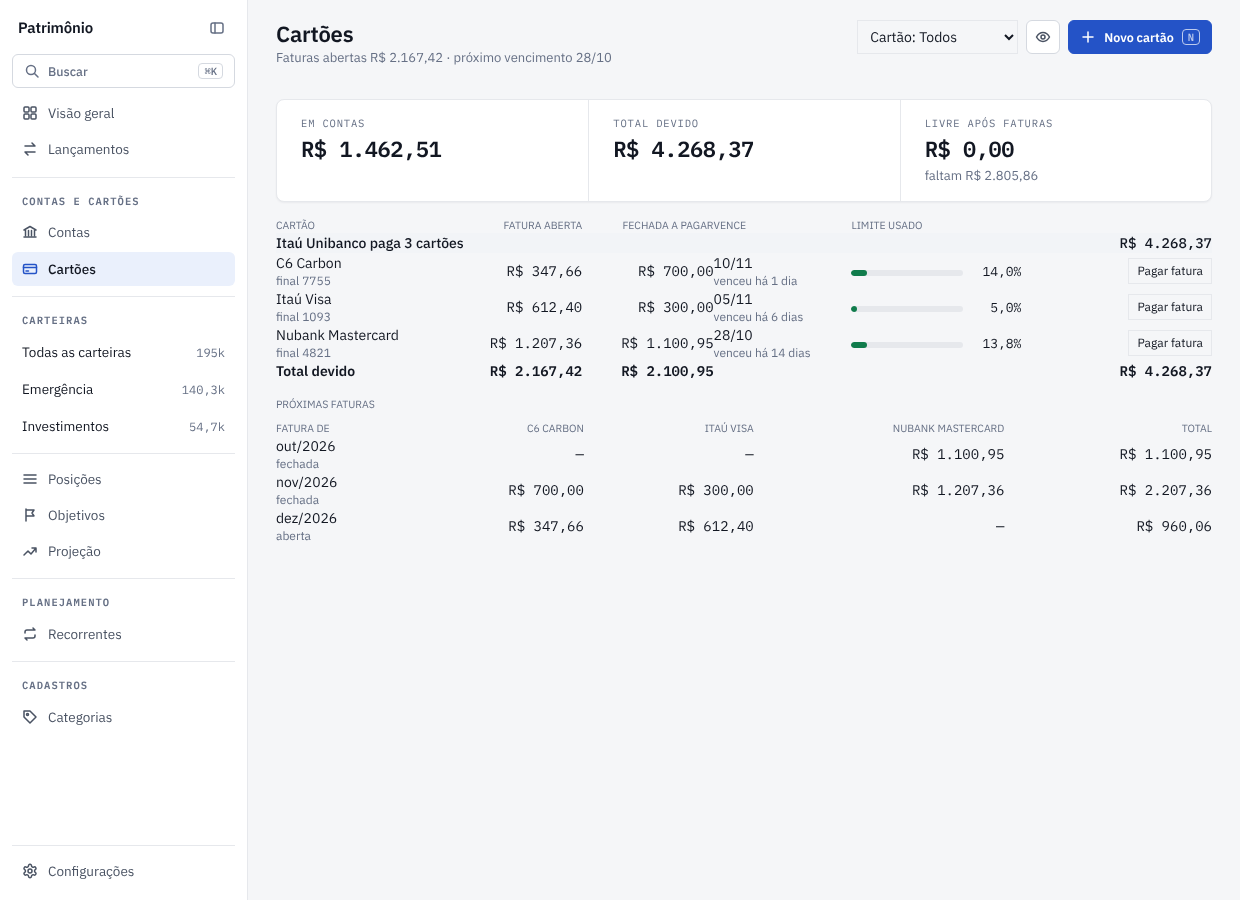 Patrimônio
Buscar ⌘K
Visão geral
Lançamentos
CONTAS E CARTÕES
Contas
Cartões
CARTEIRAS
Todas as carteiras 195k
Emergência 140,3k
Investimentos 54,7k
Posições
Objetivos
Projeção
PLANEJAMENTO
Recorrentes
CADASTROS
Categorias
Configurações
Cartões
Faturas abertas R$ 2.167,42 · próximo vencimento 28/10
Cartão: Todos
Novo cartão N
EM CONTAS
R$ 1.462,51
TOTAL DEVIDO
R$ 4.268,37
LIVRE APÓS FATURAS
R$ 0,00
faltam R$ 2.805,86
CARTÃO FATURA ABERTA FECHADA A PAGAR VENCE LIMITE USADO
Itaú Unibanco paga 3 cartões R$ 4.268,37
C6 Carbon R$ 347,66 R$ 700,00 10/11 14,0% Pagar fatura
final 7755 venceu há 1 dia
Itaú Visa R$ 612,40 R$ 300,00 05/11 5,0% Pagar fatura
final 1093 venceu há 6 dias
Nubank Mastercard R$ 1.207,36 R$ 1.100,95 28/10 13,8% Pagar fatura
final 4821 venceu há 14 dias
Total devido R$ 2.167,42 R$ 2.100,95 R$ 4.268,37
PRÓXIMAS FATURAS
FATURA DE C6 CARBON ITAÚ VISA NUBANK MASTERCARD TOTAL
out/2026 — — R$ 1.100,95 R$ 1.100,95
fechada
nov/2026 R$ 700,00 R$ 300,00 R$ 1.207,36 R$ 2.207,36
fechada
dez/2026 R$ 347,66 R$ 612,40 — R$ 960,06
aberta